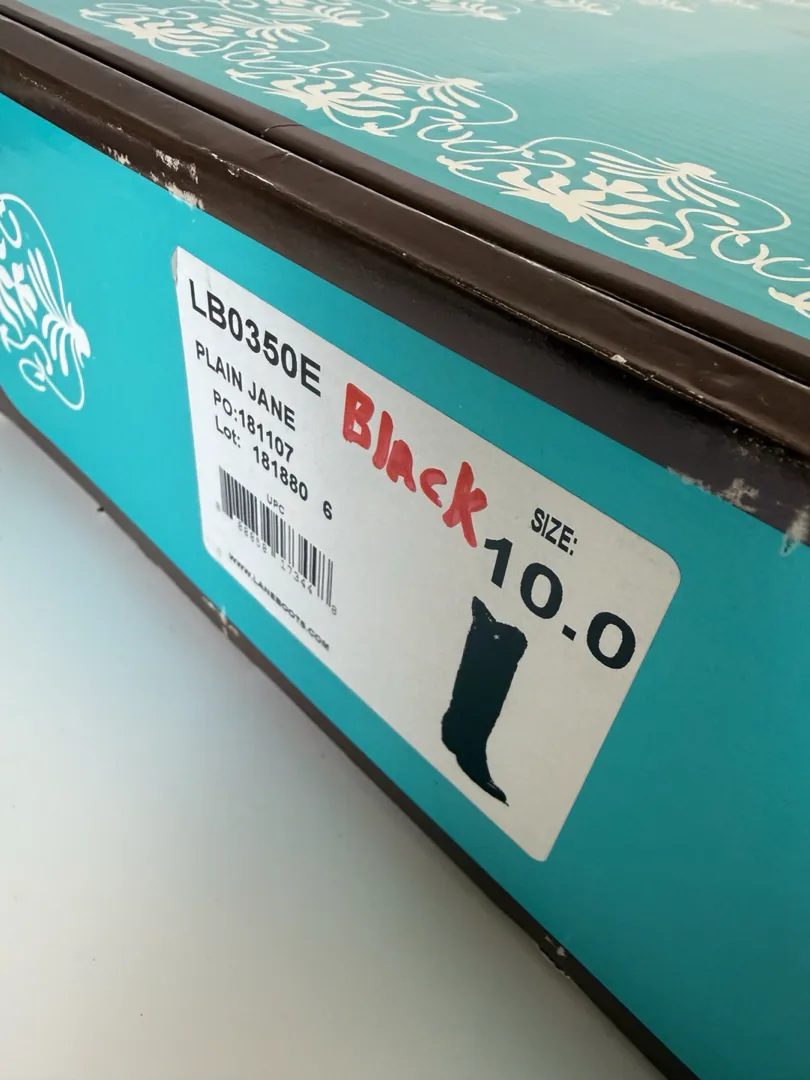 LB0350E
PLAIN JANE
Black
PO:181107
Lot: 181880 6
SIZE:
10.0
UPC
www.LANEBOOTS.COM